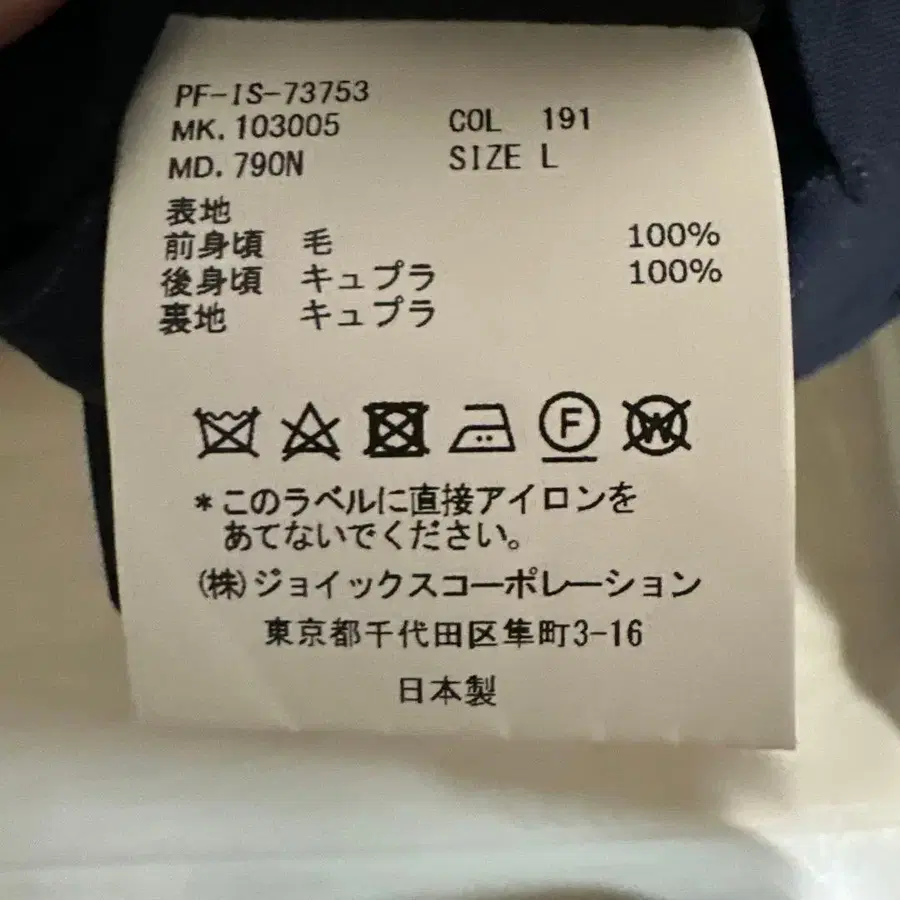 PF-IS-73753
MK. 103005 COL 191
MD. 790N SIZE L
表地
前身頃 毛 100%
後身頃 キュプラ 100%
裏地 キュプラ
F W
*このラベルに直接アイロンを
あてないでください。
(株)ジョイックスコーポレーション
東京都千代田区隼町3-16
日本製